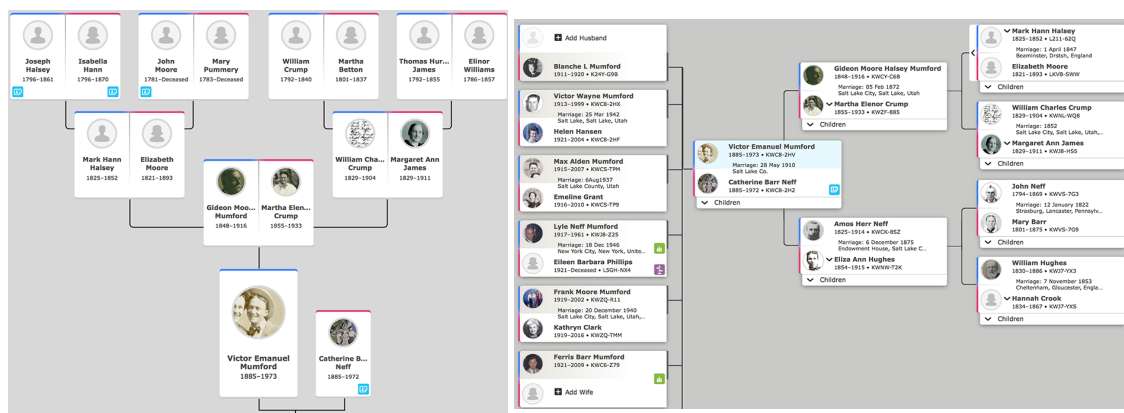 Joseph Halsey
1796–1861
Isabella Hann
1796–1870
John Moore
1781–Deceased
Mary Pummery
1783–Deceased
William Crump
1792–1840
Martha Betton
1801–1837
Thomas Hur... James
1792–1855
Elinor Williams
1786–1857
Mark Hann Halsey
1825–1852
Elizabeth Moore
1821–1893
William Cha... Crump
1829–1904
Margaret Ann James
1829–1911
Gideon Moo... Mumford
1848–1916
Martha Elen... Crump
1855–1933
Victor Emanuel Mumford
1885–1973
Catherine B... Neff
1885–1972
Add Husband
Blanche L Mumford
1911–1920 • K24Y-G9B
Victor Wayne Mumford
1913–1999 • KWC8-2HX
Marriage: 25 Mar 1942
Salt Lake, Salt Lake, Utah
Helen Hansen
1921–2004 • KWC8-2HF
Max Alden Mumford
1915–2007 • KWCS-TPM
Marriage: 6Aug1937
Salt Lake County, Utah
Emeline Grant
1916–2010 • KWCS-TP9
Lyle Neff Mumford
1917–1961 • KWJ8-Z2S
Marriage: 18 Dec 1946
New York City, New York, Unite...
Eileen Barbara Phillips
1921–Deceased • LSGH-NX4
Frank Moore Mumford
1919–2002 • KWZQ-R11
Marriage: 20 December 1940
Salt Lake City, Salt Lake, Utah,...
Kathryn Clark
1919–2016 • KWZQ-TMM
Ferris Barr Mumford
1921–2009 • KWC6-Z79
Add Wife
Victor Emanuel Mumford
1885–1973 • KWC8-2HV
Marriage: 28 May 1910
Salt Lake Co.
Catherine Barr Neff
1885–1972 • KWC8-2H2
Children
Gideon Moore Halsey Mumford
1848–1916 • KWCY-C6B
Marriage: 05 Feb 1872
Salt Lake City, Salt Lake, Utah
Martha Elenor Crump
1855–1933 • KWZF-885
Children
Amos Herr Neff
1825–1914 • KWCK-8SZ
Marriage: 6 December 1875
Endowment House, Salt Lake C...
Eliza Ann Hughes
1854–1915 • KWNW-T2K
Children
Mark Hann Halsey
1825–1852 • L211-62Q
Marriage: 1 April 1847
Beaminster, Drstsh, England
Elizabeth Moore
1821–1893 • LKVB-SWW
Children
William Charles Crump
1829–1904 • KWNL-WQ8
Marriage: 1852
Margaret Ann James
1829–1911 • KWJ8-HSS
Children
John Neff
1794–1869 • KWVS-7G3
Marriage: 12 January 1822
Strasburg, Lancaster, Pennsylv...
Mary Barr
1801–1875 • KWVS-7G9
Children
William Hughes
1830–1886 • KWJ7-YX3
Marriage: 7 November 1853
Cheltenham, Gloucester, Engla...
Hannah Crook
1834–1867 • KWJ7-YXS
Children